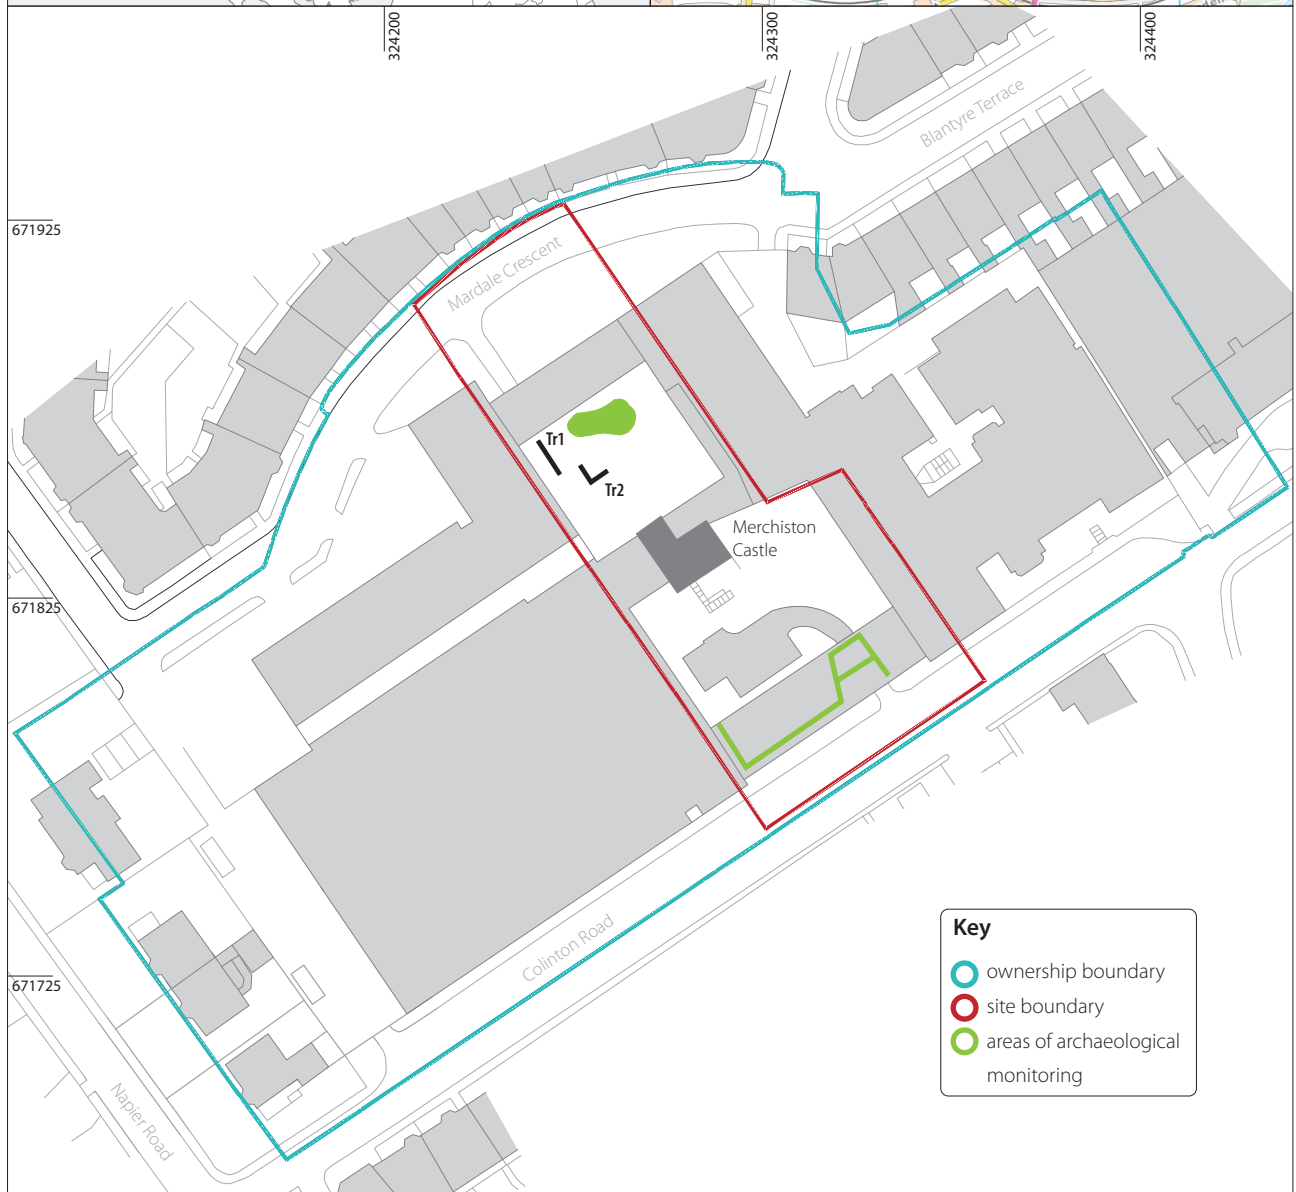 324200
324300
324400
Blantyre Terrace
671925
Mardale Crescent
Tr1
Tr2
Merchiston
Castle
671825
Colinton Road
671725
Napier Road
Key
ownership boundary
site boundary
areas of archaeological
monitoring